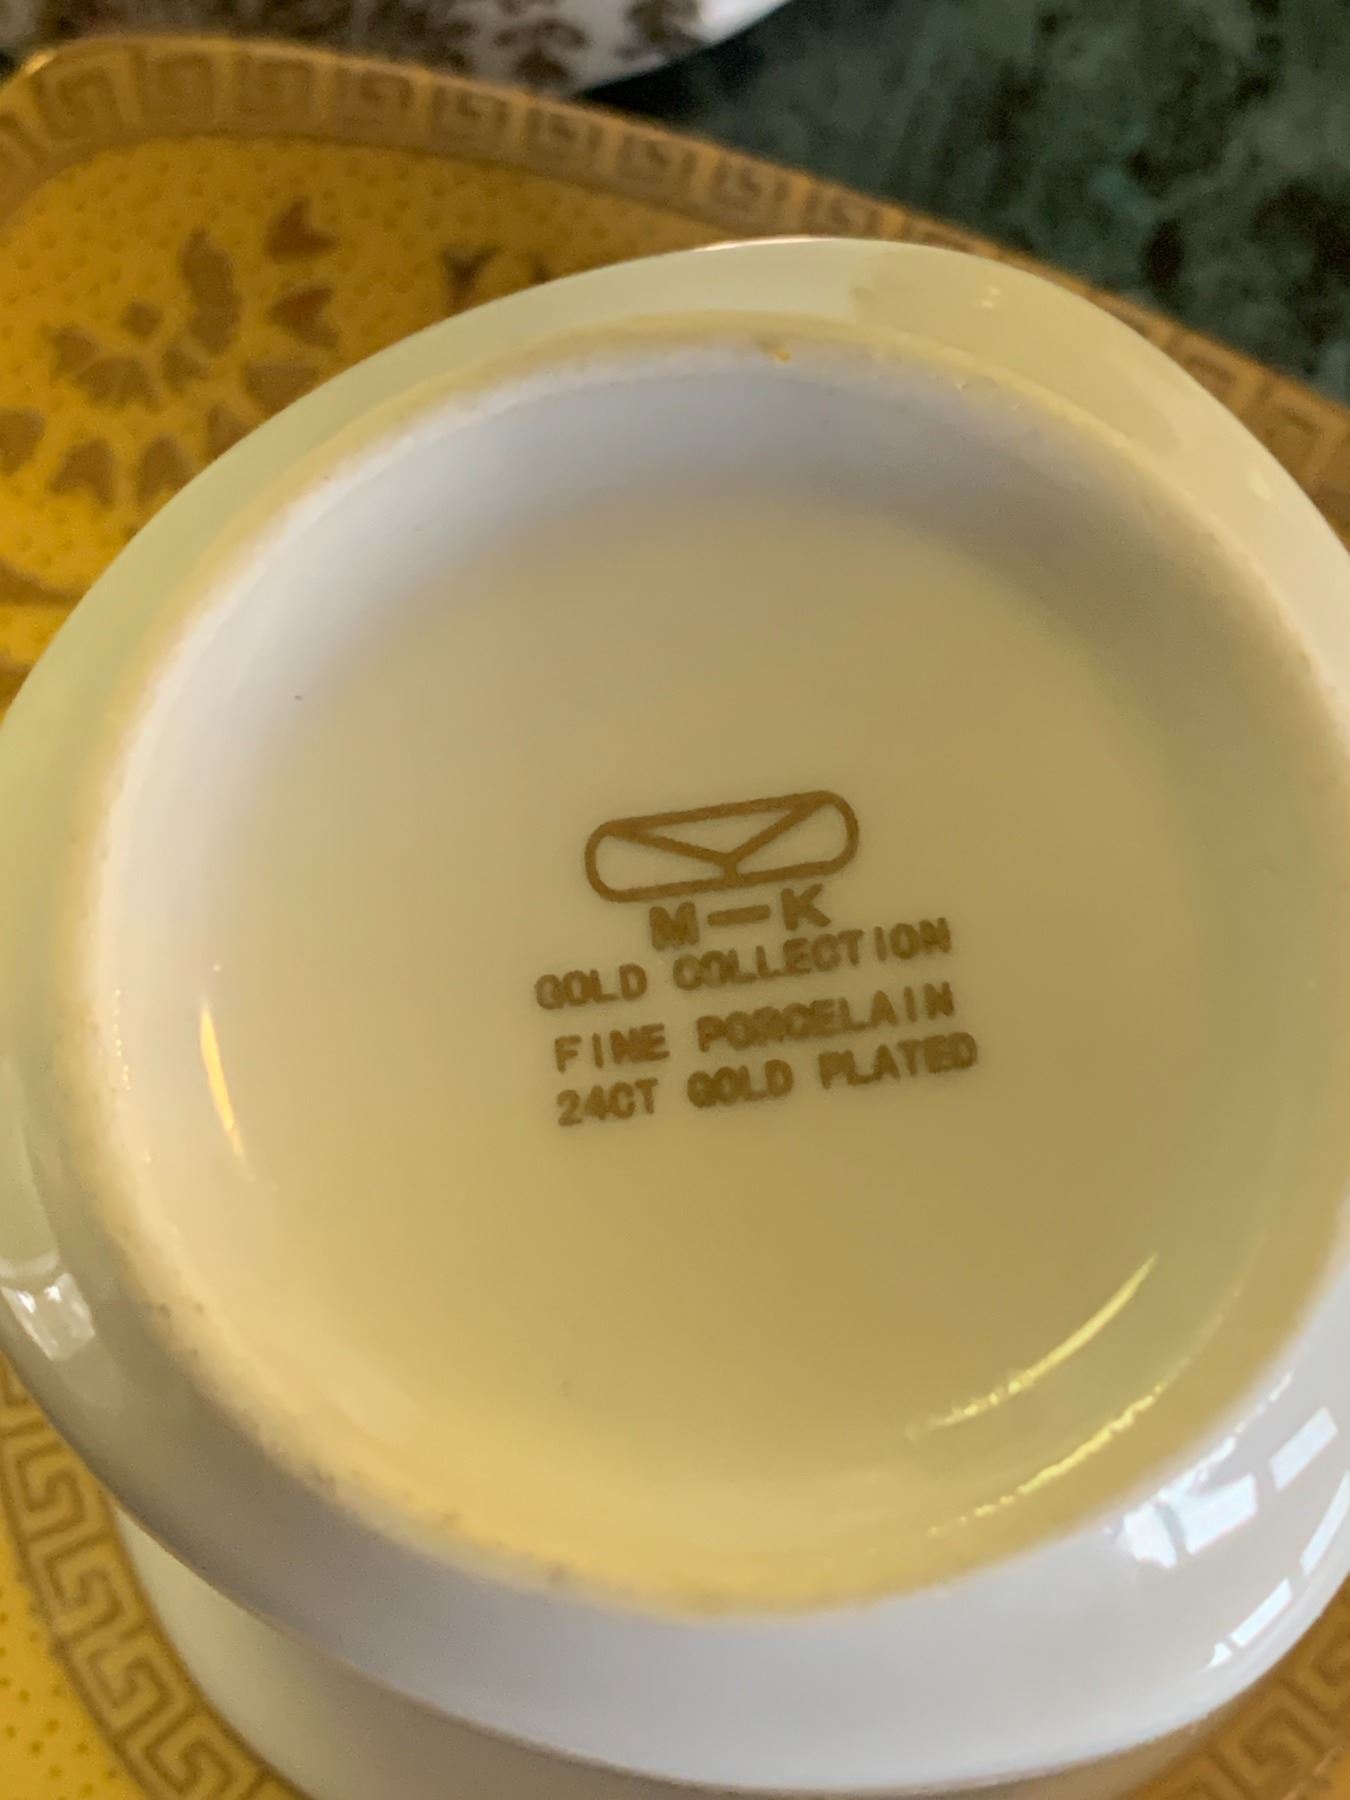 M-K
GOLD COLLECTION
FINE PORCELAIN
24CT GOLD PLATED